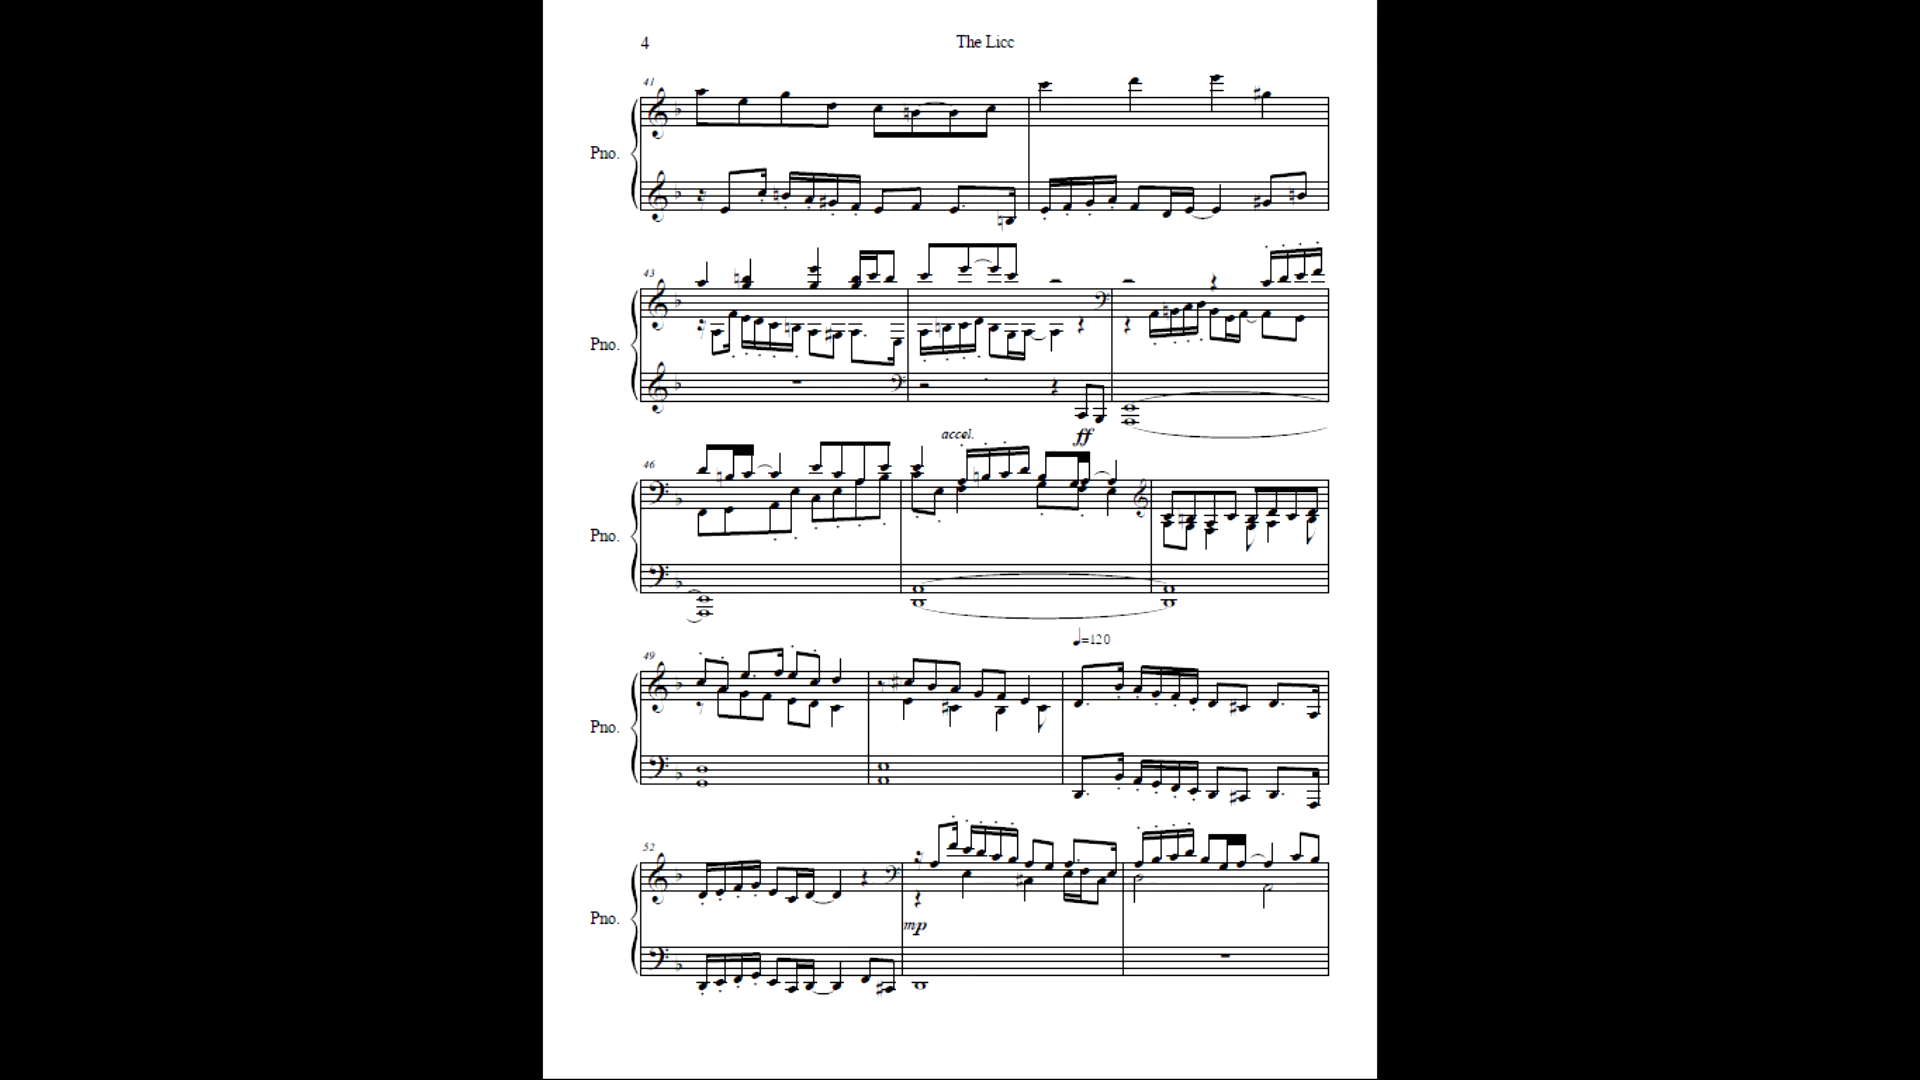 4 The Licc
41
Pno.
43
Pno.
accel. ff
46
Pno.
=120
49
Pno.
52
Pno.
mp